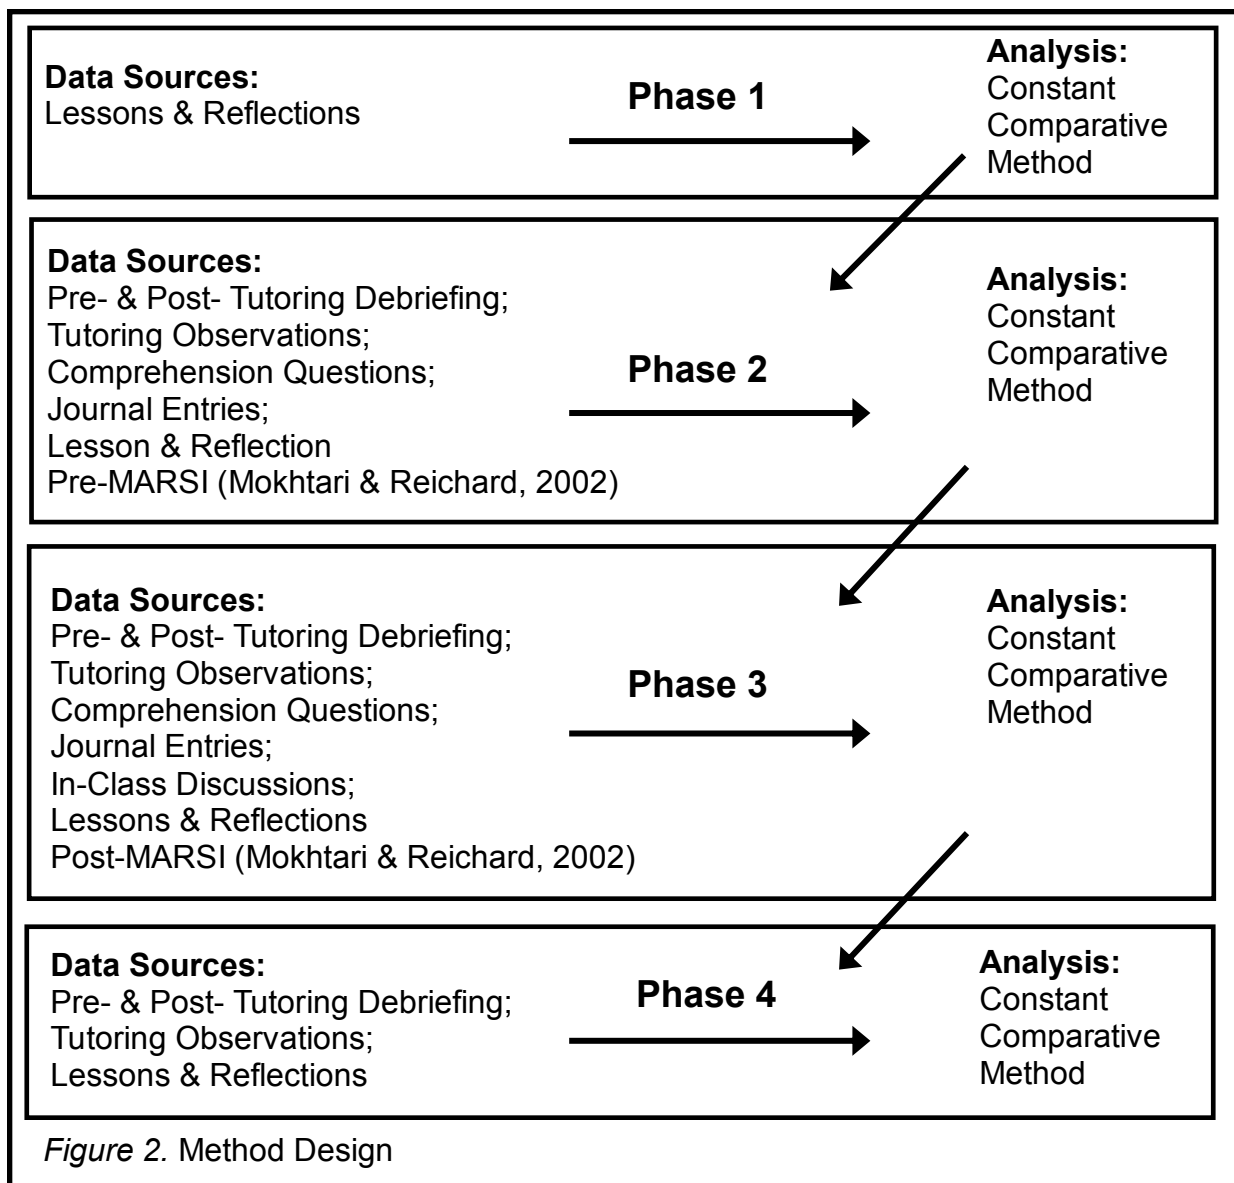 Data Sources:
Lessons & Reflections
Phase 1
Analysis:
Constant
Comparative
Method
Data Sources:
Pre- & Post- Tutoring Debriefing;
Tutoring Observations;
Comprehension Questions;
Journal Entries;
Lesson & Reflection
Pre-MARSI (Mokhtari & Reichard, 2002)
Phase 2
Analysis:
Constant
Comparative
Method
Data Sources:
Pre- & Post- Tutoring Debriefing;
Tutoring Observations;
Comprehension Questions;
Journal Entries;
In-Class Discussions;
Lessons & Reflections
Post-MARSI (Mokhtari & Reichard, 2002)
Phase 3
Analysis:
Constant
Comparative
Method
Data Sources:
Pre- & Post- Tutoring Debriefing;
Tutoring Observations;
Lessons & Reflections
Phase 4
Analysis:
Constant
Comparative
Method
Figure 2. Method Design